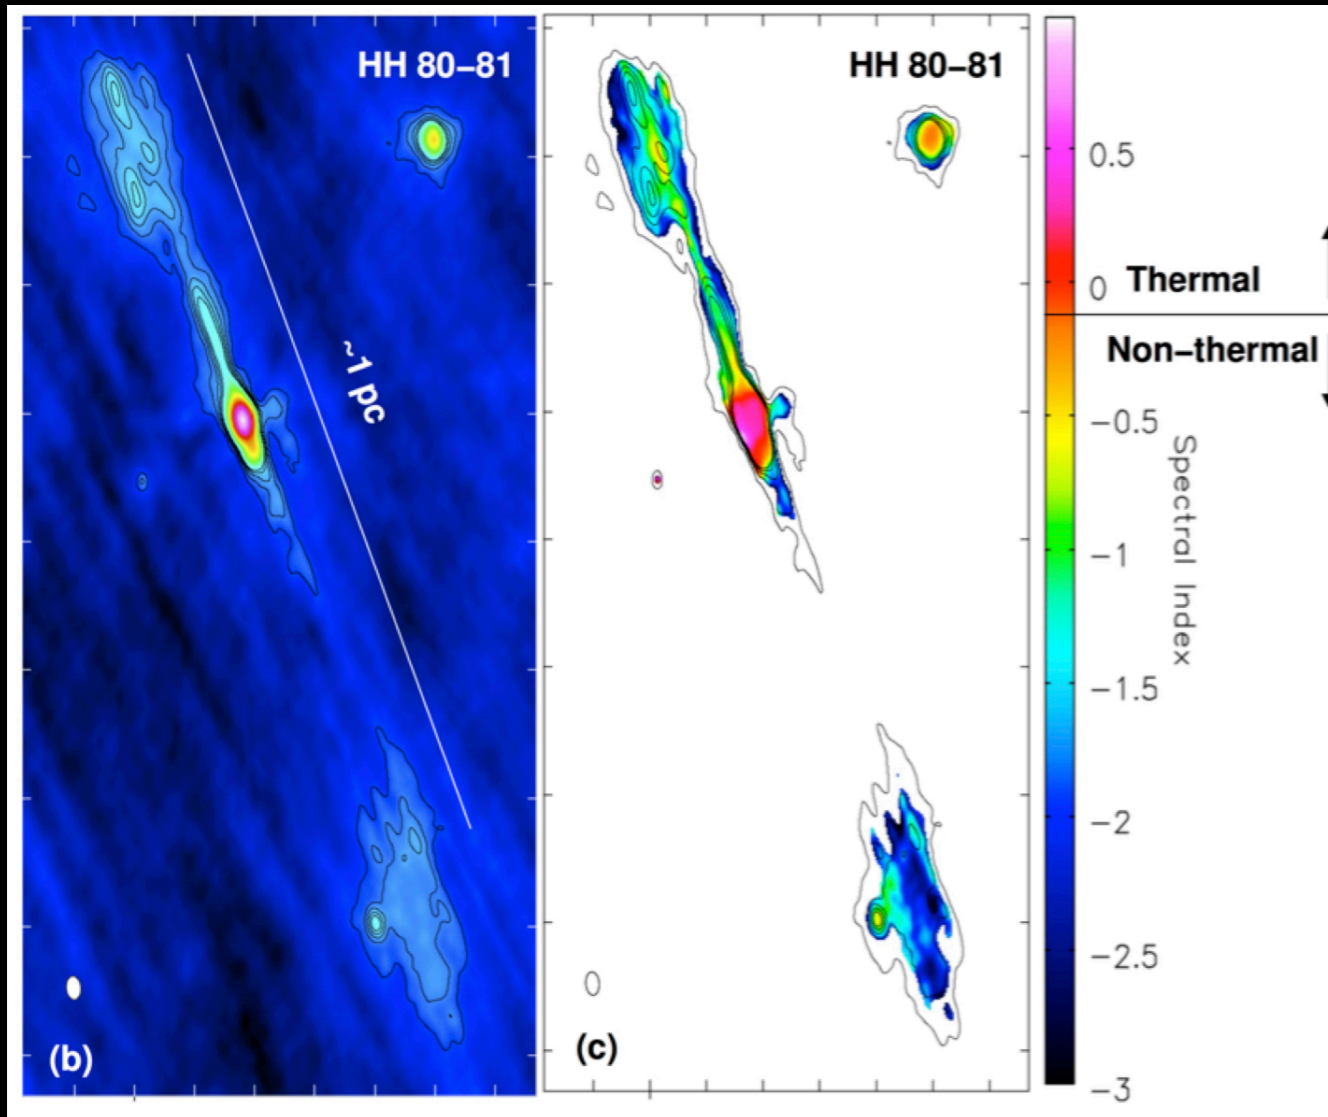 HH 80–81
~1 pc
(b)
HH 80–81
(c)
0.5
0
Thermal
Non–thermal
−0.5
−1
−1.5
−2
−2.5
−3
Spectral Index